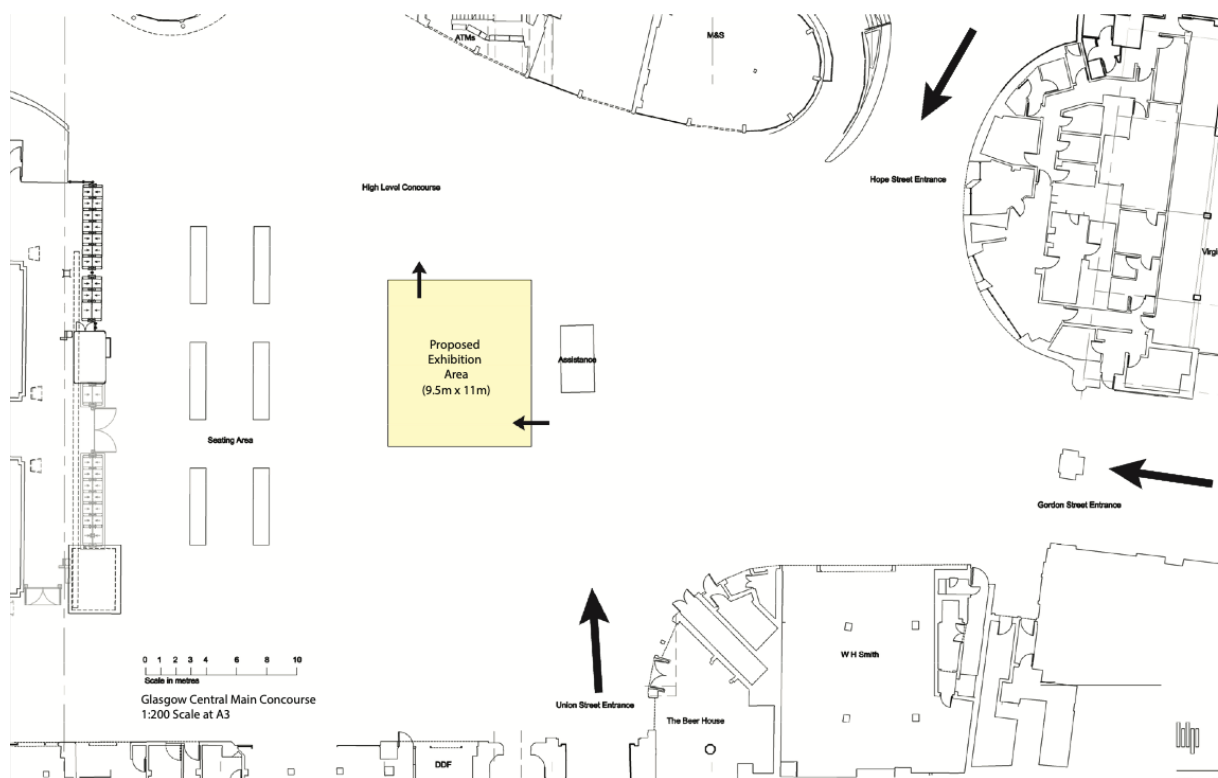 ATMs
M&S
High Level Concourse
Hope Street Entrance
Virgi
Proposed
Exhibition
Area
(9.5m x 11m)
Assistance
Seating Area
Gordon Street Entrance
0 1 2 3 4 6 8 10
Scale in metres
Glasgow Central Main Concourse
1:200 Scale at A3
Union Street Entrance
The Beer House
W H Smith
DDF